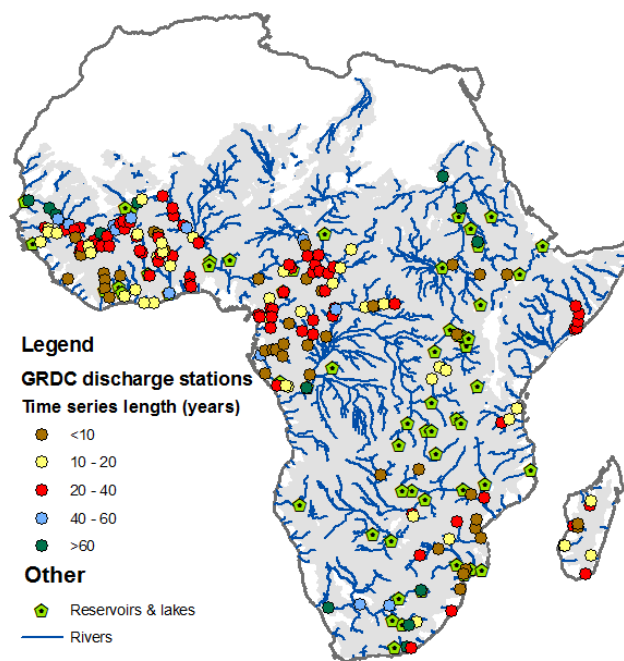 Legend
GRDC discharge stations
Time series length (years)
<10
10 - 20
20 - 40
40 - 60
>60
Other
Reservoirs & lakes
Rivers